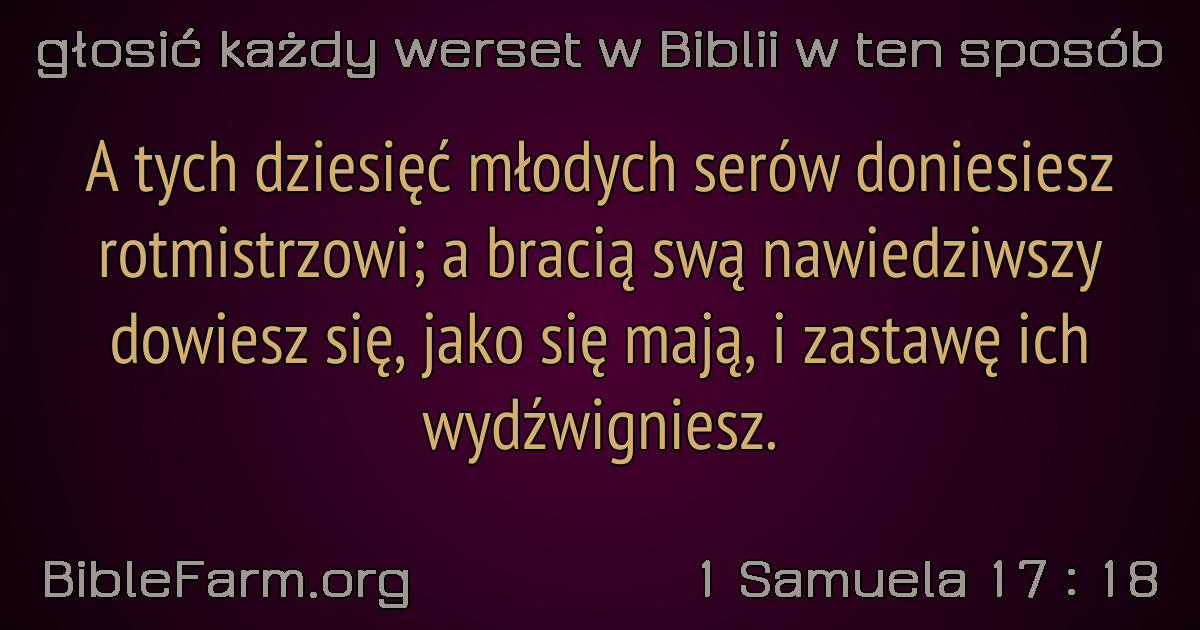 głosić każdy werset w Biblii w ten sposób
A tych dziesięć młodych serów doniesiesz
rotmistrzowi; a bracią swą nawiedziwszy
dowiesz się, jako się mają, i zastawę ich
wydźwigniesz.
BibleFarm.org
1 Samuela 17 : 18